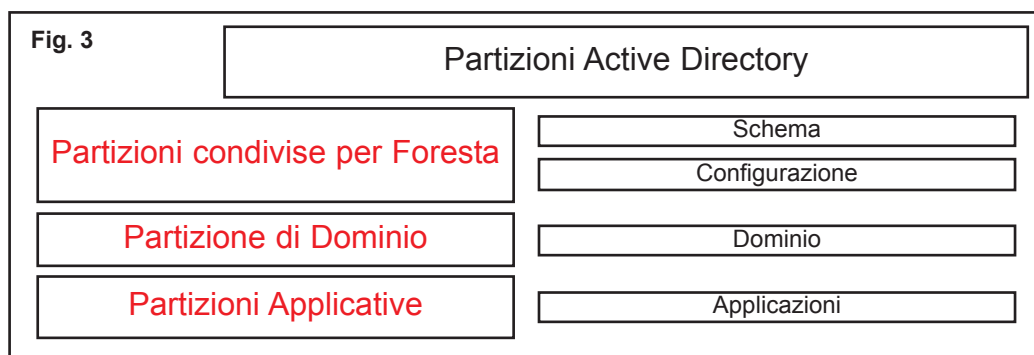 Fig. 3
Partizioni Active Directory
Partizioni condivise per Foresta
Schema
Configurazione
Partizione di Dominio
Dominio
Partizioni Applicative
Applicazioni